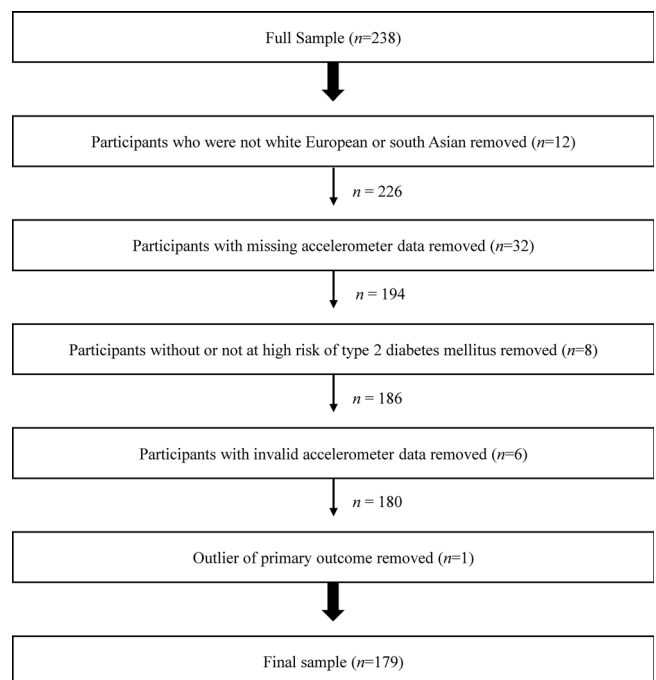 Full Sample (n=238)
Participants who were not white European or south Asian removed (n=12)
n = 226
Participants with missing accelerometer data removed (n=32)
n = 194
Participants without or not at high risk of type 2 diabetes mellitus removed (n=8)
n = 186
Participants with invalid accelerometer data removed (n=6)
n = 180
Outlier of primary outcome removed (n=1)
Final sample (n=179)